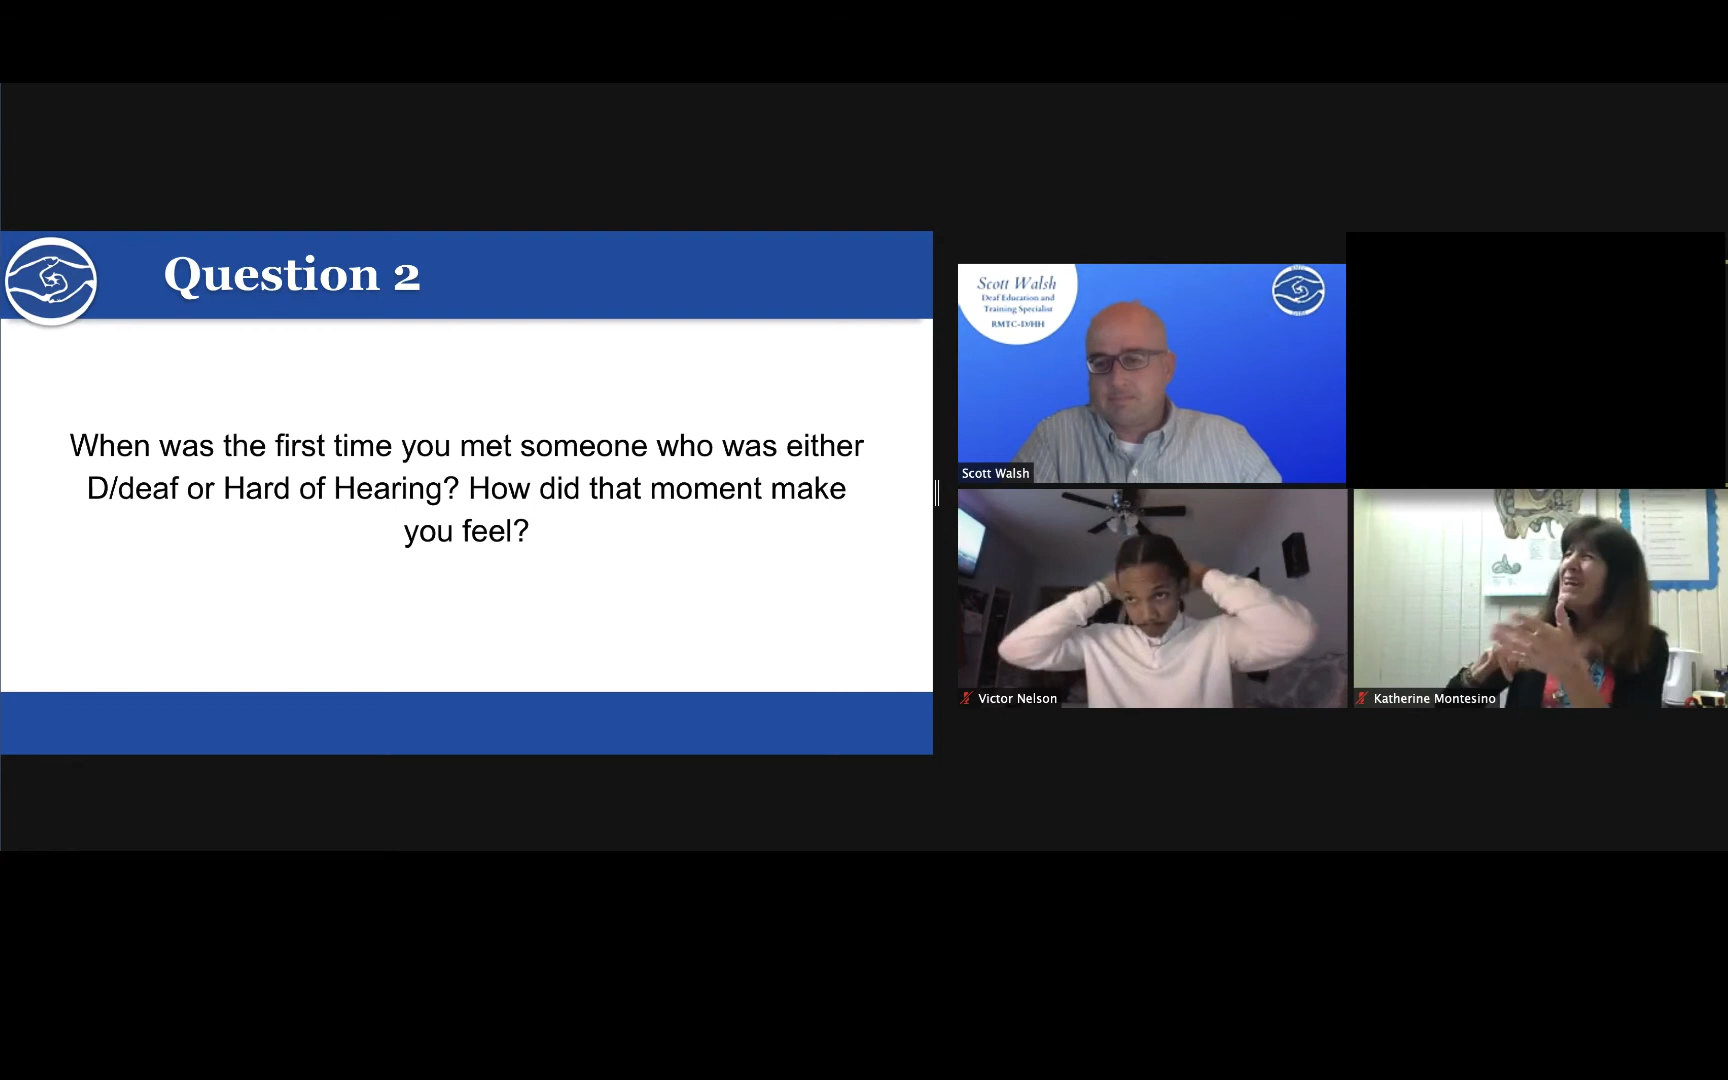 Question 2
When was the first time you met someone who was either
D/deaf or Hard of Hearing? How did that moment make
you feel?
Scott Walsh
Deaf Education and
Training Specialist
RMTC-D/HH
Scott Walsh
Victor Nelson
Katherine Montesino